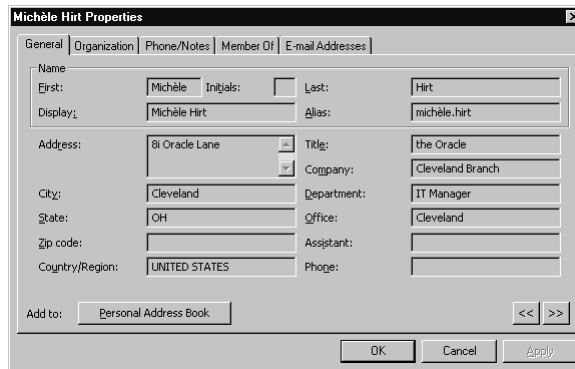 Michèle Hirt Properties
General Organization Phone/Notes Member Of E-mail Addresses
Name
First: Michèle Initials: Last: Hirt
Display: Michèle Hirt Alias: michèle.hirt
Address: 8i Oracle Lane Title: the Oracle
Company: Cleveland Branch
City: Cleveland Department: IT Manager
State: OH Office: Cleveland
Zip code: Assistant:
Country/Region: UNITED STATES Phone:
Add to: Personal Address Book << >>
OK Cancel Apply